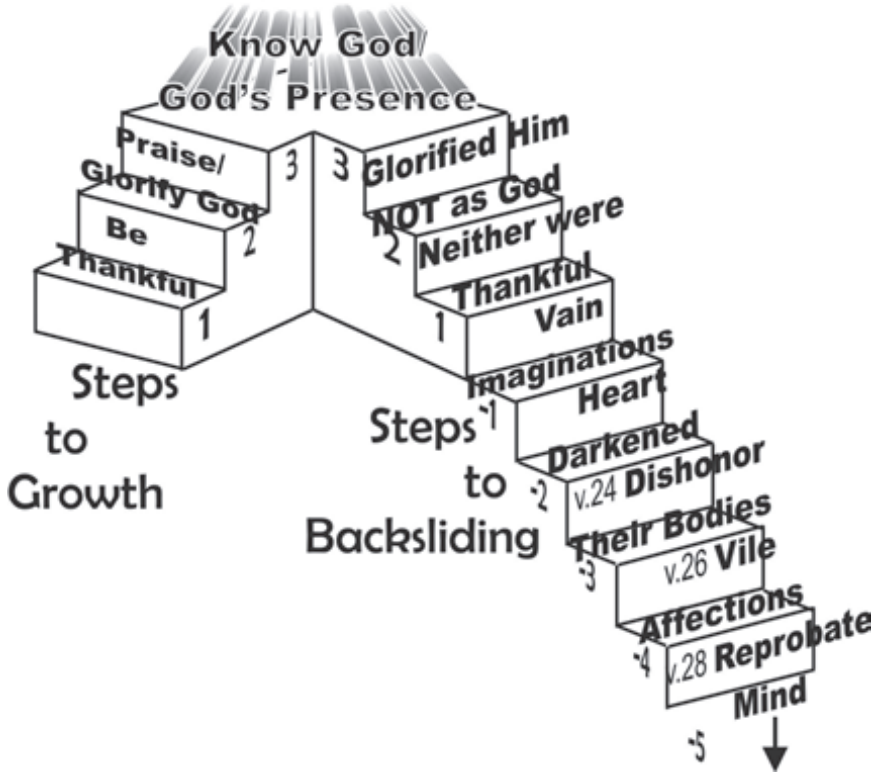 Know God/
God's Presence
Praise/
Glorify God
3
Be
Thankful
2
1
Steps
to
Growth
3
Glorified Him
NOT as God
2
Neither were
Thankful
1
Vain
Imaginations
-1
Heart
Darkened
-2
v.24 Dishonor
Their Bodies
-3
v.26 Vile
Affections
-4
v.28 Reprobate
Mind
-5
Steps
to
Backsliding